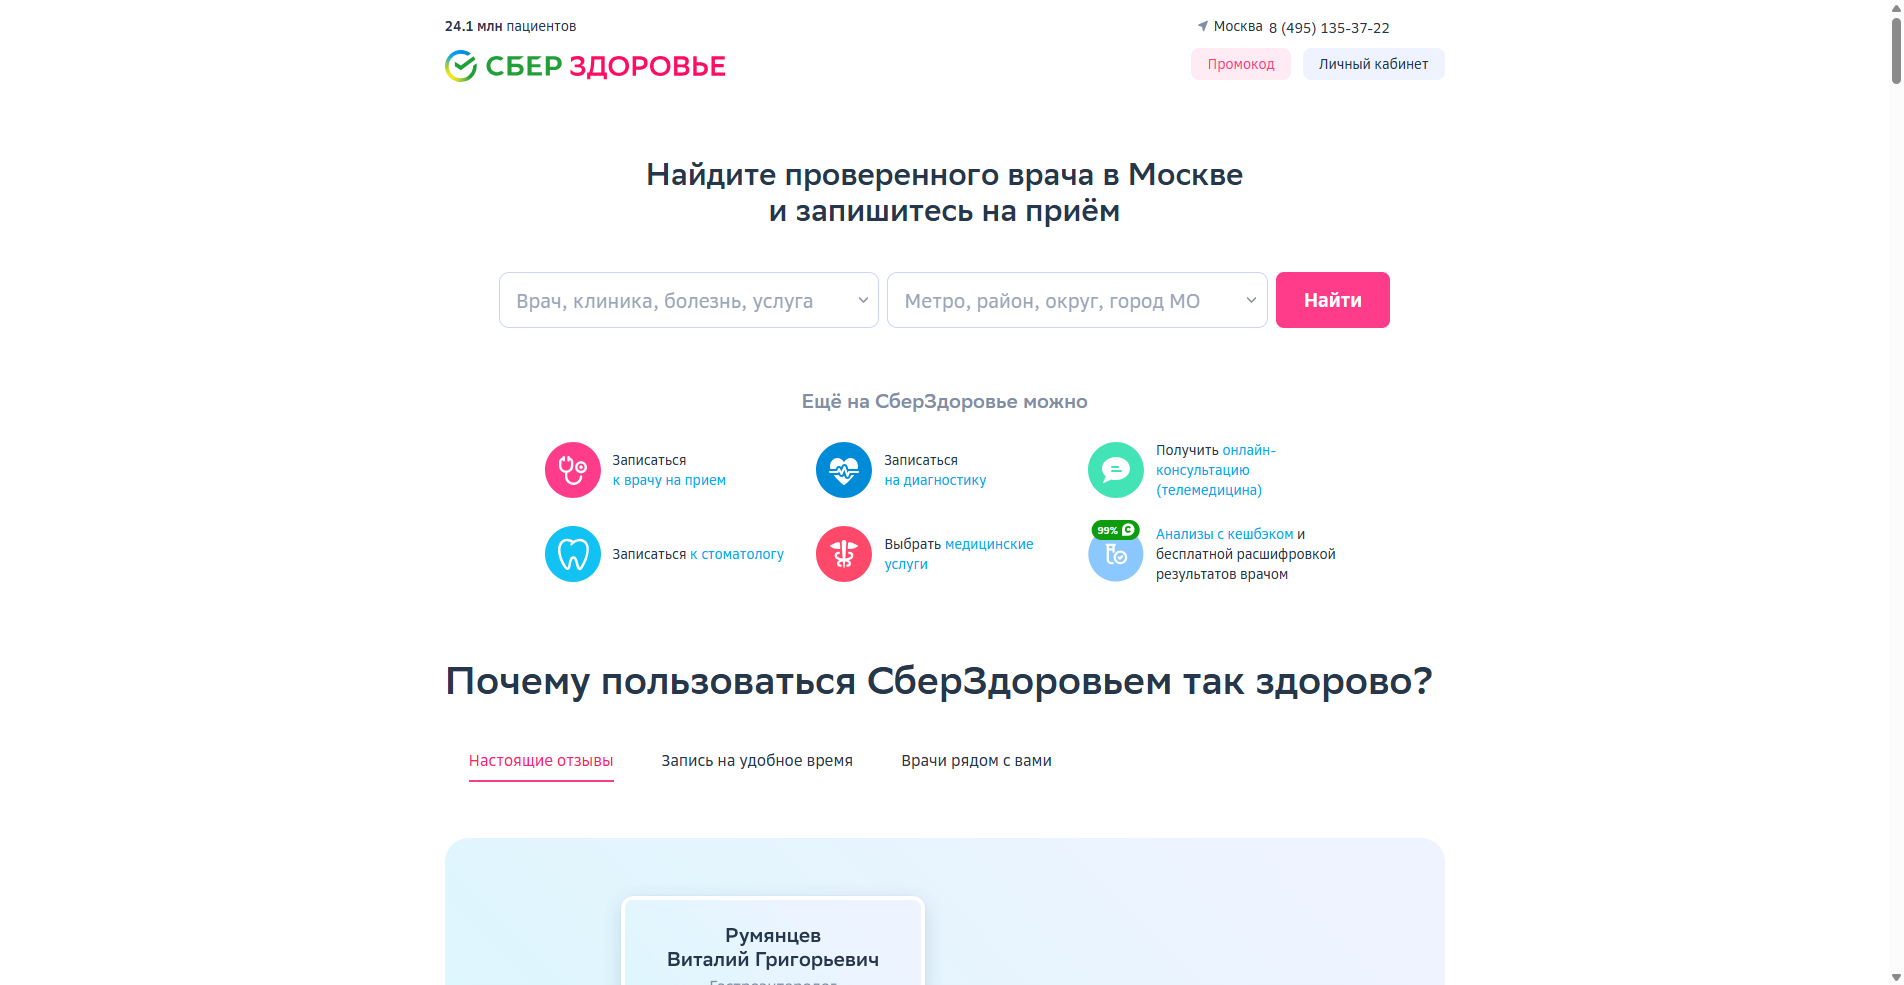 24.1 млн пациентов
Москва 8 (495) 135-37-22
СБЕР ЗДОРОВЬЕ
Промокод
Личный кабинет
Найдите проверенного врача в Москве
и запишитесь на приём
Врач, клиника, болезнь, услуга
Метро, район, округ, город МО
Найти
Ещё на СберЗдоровье можно
Записаться
к врачу на прием
Записаться
на диагностику
Получить онлайн-
консультацию
(телемедицина)
Записаться к стоматологу
Выбрать медицинские
услуги
99%
Анализы с кешбэком и
бесплатной расшифровкой
результатов врачом
Почему пользоваться СберЗдоровьем так здорово?
Настоящие отзывы
Запись на удобное время
Врачи рядом с вами
Румянцев
Виталий Григорьевич